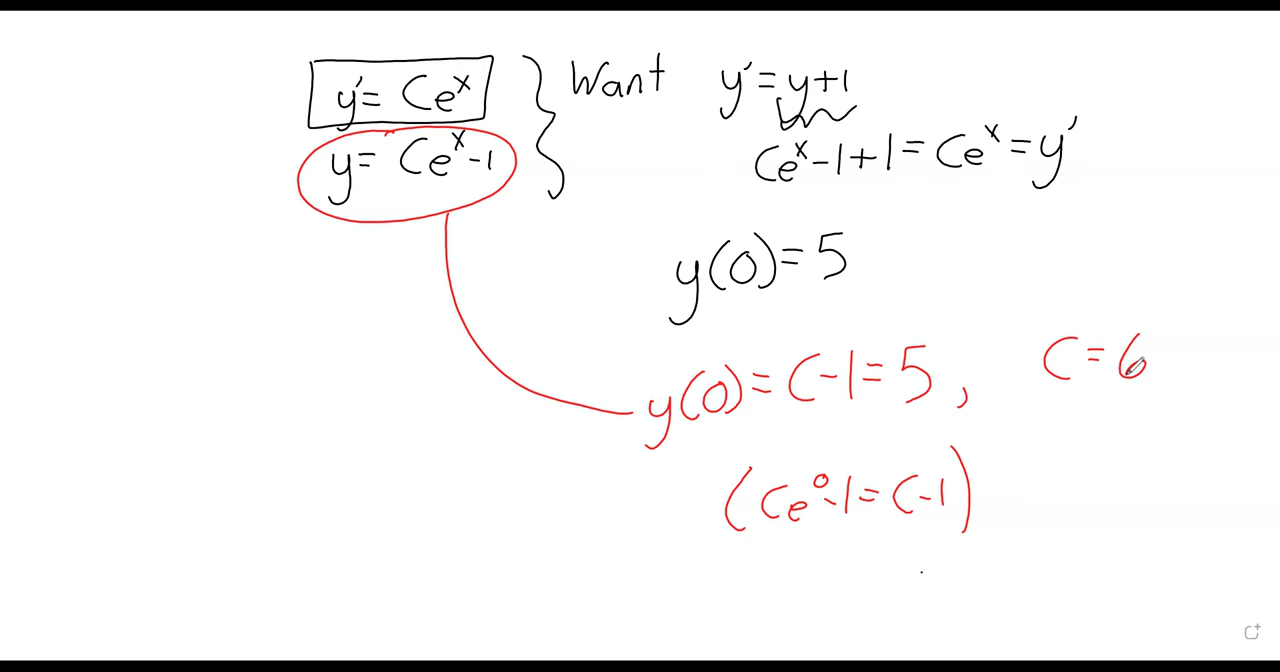 y' = Ce^x } Want y' = y+1
y = Ce^x - 1
Ce^x - 1 + 1 = Ce^x = y'
y(0) = 5
y(0) = C - 1 = 5, C = 6
(Ce^0 - 1 = C - 1)